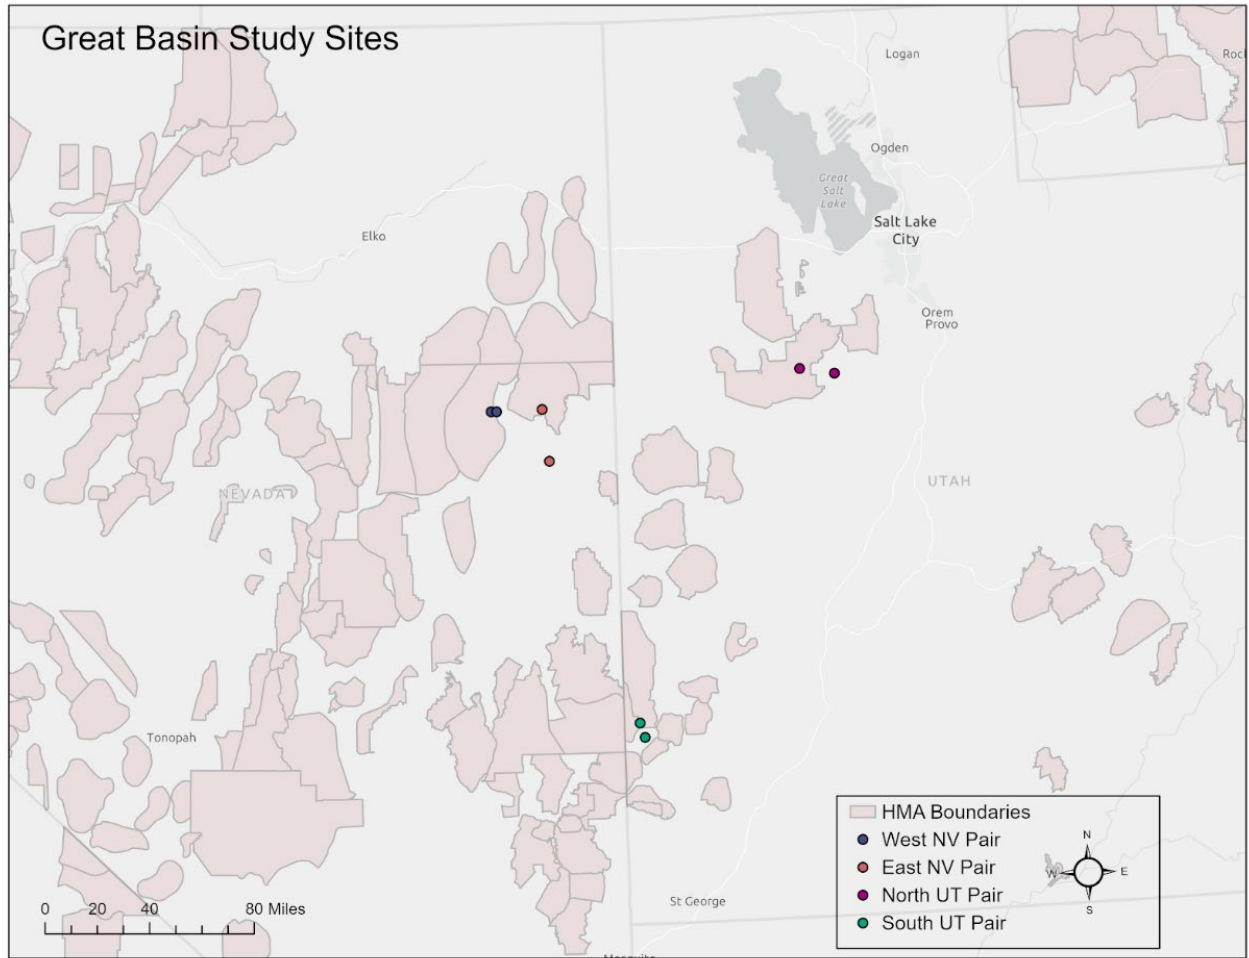 Great Basin Study Sites
Logan
Rock
Ogden
Great
Salt
Lake
Salt Lake
City
Elko
Orem
Provo
NEVADA
UTAH
Tonopah
HMA Boundaries
West NV Pair
East NV Pair
North UT Pair
South UT Pair
N
W
E
S
0 20 40 80 Miles
St George